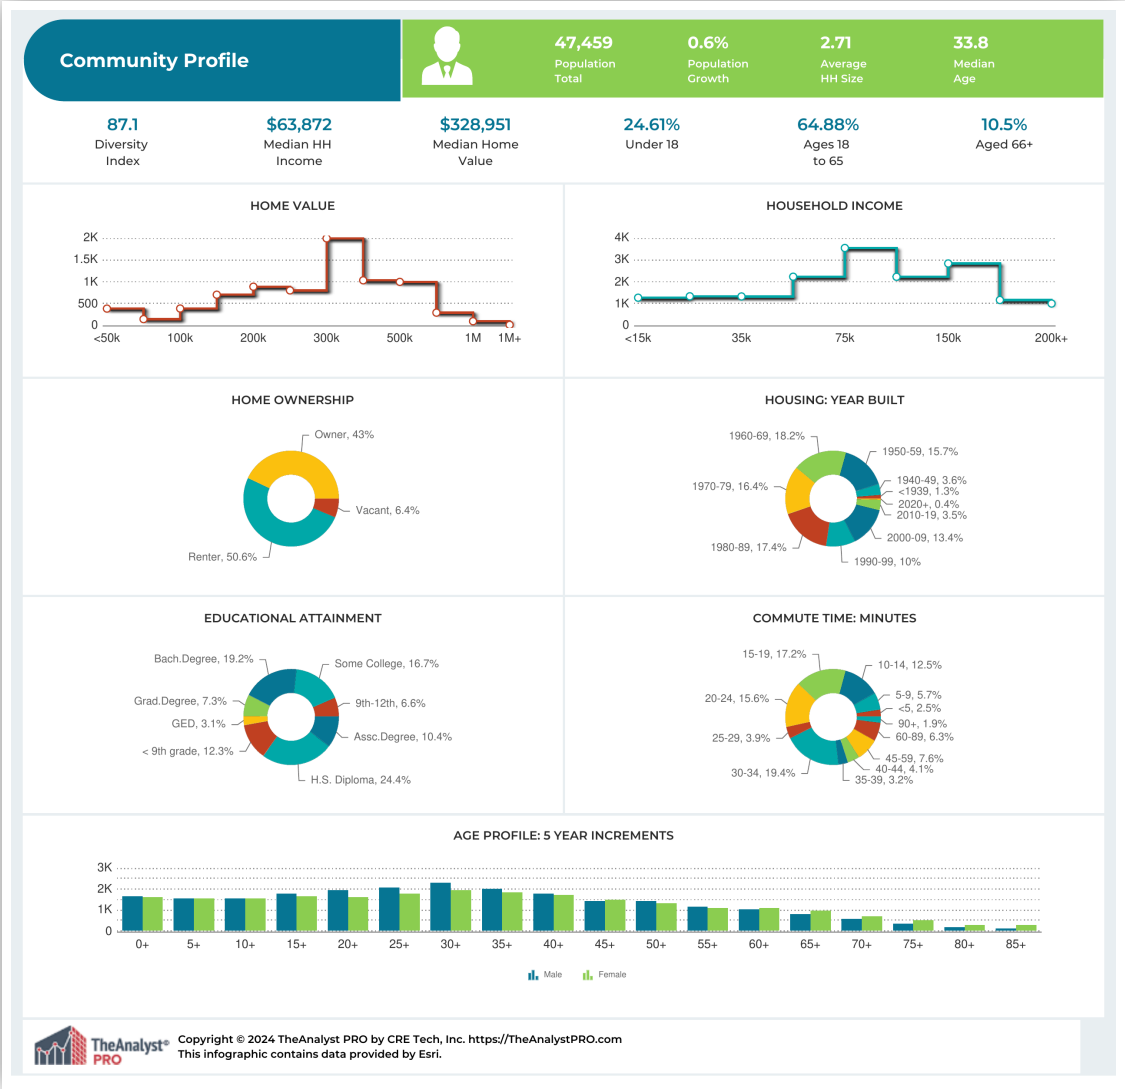 Community Profile
47,459
Population
Total
0.6%
Population
Growth
2.71
Average
HH Size
33.8
Median
Age
87.1
Diversity
Index
$63,872
Median HH
Income
$328,951
Median Home
Value
24.61%
Under 18
64.88%
Ages 18
to 65
10.5%
Aged 66+
HOME VALUE
2K
1.5K
1K
500
0
<50k 100k 200k 300k 500k 1M 1M+
HOUSEHOLD INCOME
4K
3K
2K
1K
0
<15k 35k 75k 150k 200k+
HOME OWNERSHIP
Owner, 43%
Vacant, 6.4%
Renter, 50.6%
HOUSING: YEAR BUILT
1960-69, 18.2%
1950-59, 15.7%
1940-49, 3.6%
<1939, 1.3%
2020+, 0.4%
2010-19, 3.5%
2000-09, 13.4%
1990-99, 10%
1980-89, 17.4%
1970-79, 16.4%
EDUCATIONAL ATTAINMENT
Bach.Degree, 19.2%
Some College, 16.7%
Grad.Degree, 7.3%
9th-12th, 6.6%
GED, 3.1%
Assc.Degree, 10.4%
< 9th grade, 12.3%
H.S. Diploma, 24.4%
COMMUTE TIME: MINUTES
15-19, 17.2%
10-14, 12.5%
5-9, 5.7%
<5, 2.5%
90+, 1.9%
60-89, 6.3%
45-59, 7.6%
40-44, 4.1%
35-39, 3.2%
30-34, 19.4%
25-29, 3.9%
20-24, 15.6%
AGE PROFILE: 5 YEAR INCREMENTS
3K
2K
1K
0
0+ 5+ 10+ 15+ 20+ 25+ 30+ 35+ 40+ 45+ 50+ 55+ 60+ 65+ 70+ 75+ 80+ 85+
Male Female
TheAnalyst®
PRO
Copyright © 2024 TheAnalyst PRO by CRE Tech, Inc. https://TheAnalystPRO.com
This infographic contains data provided by Esri.